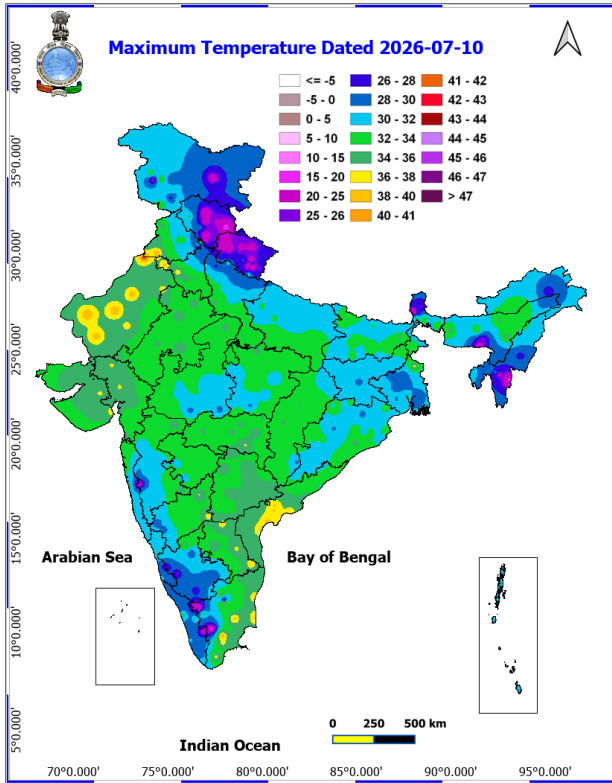 Maximum Temperature Dated 2026-07-10
<= -5
-5 - 0
0 - 5
5 - 10
10 - 15
15 - 20
20 - 25
25 - 26
26 - 28
28 - 30
30 - 32
32 - 34
34 - 36
36 - 38
38 - 40
40 - 41
41 - 42
42 - 43
43 - 44
44 - 45
45 - 46
46 - 47
> 47
40°0.000'
35°0.000'
30°0.000'
25°0.000'
20°0.000'
15°0.000'
10°0.000'
5°0.000'
Arabian Sea
Bay of Bengal
Indian Ocean
0 250 500 km
70°0.000' 75°0.000' 80°0.000' 85°0.000' 90°0.000' 95°0.000'